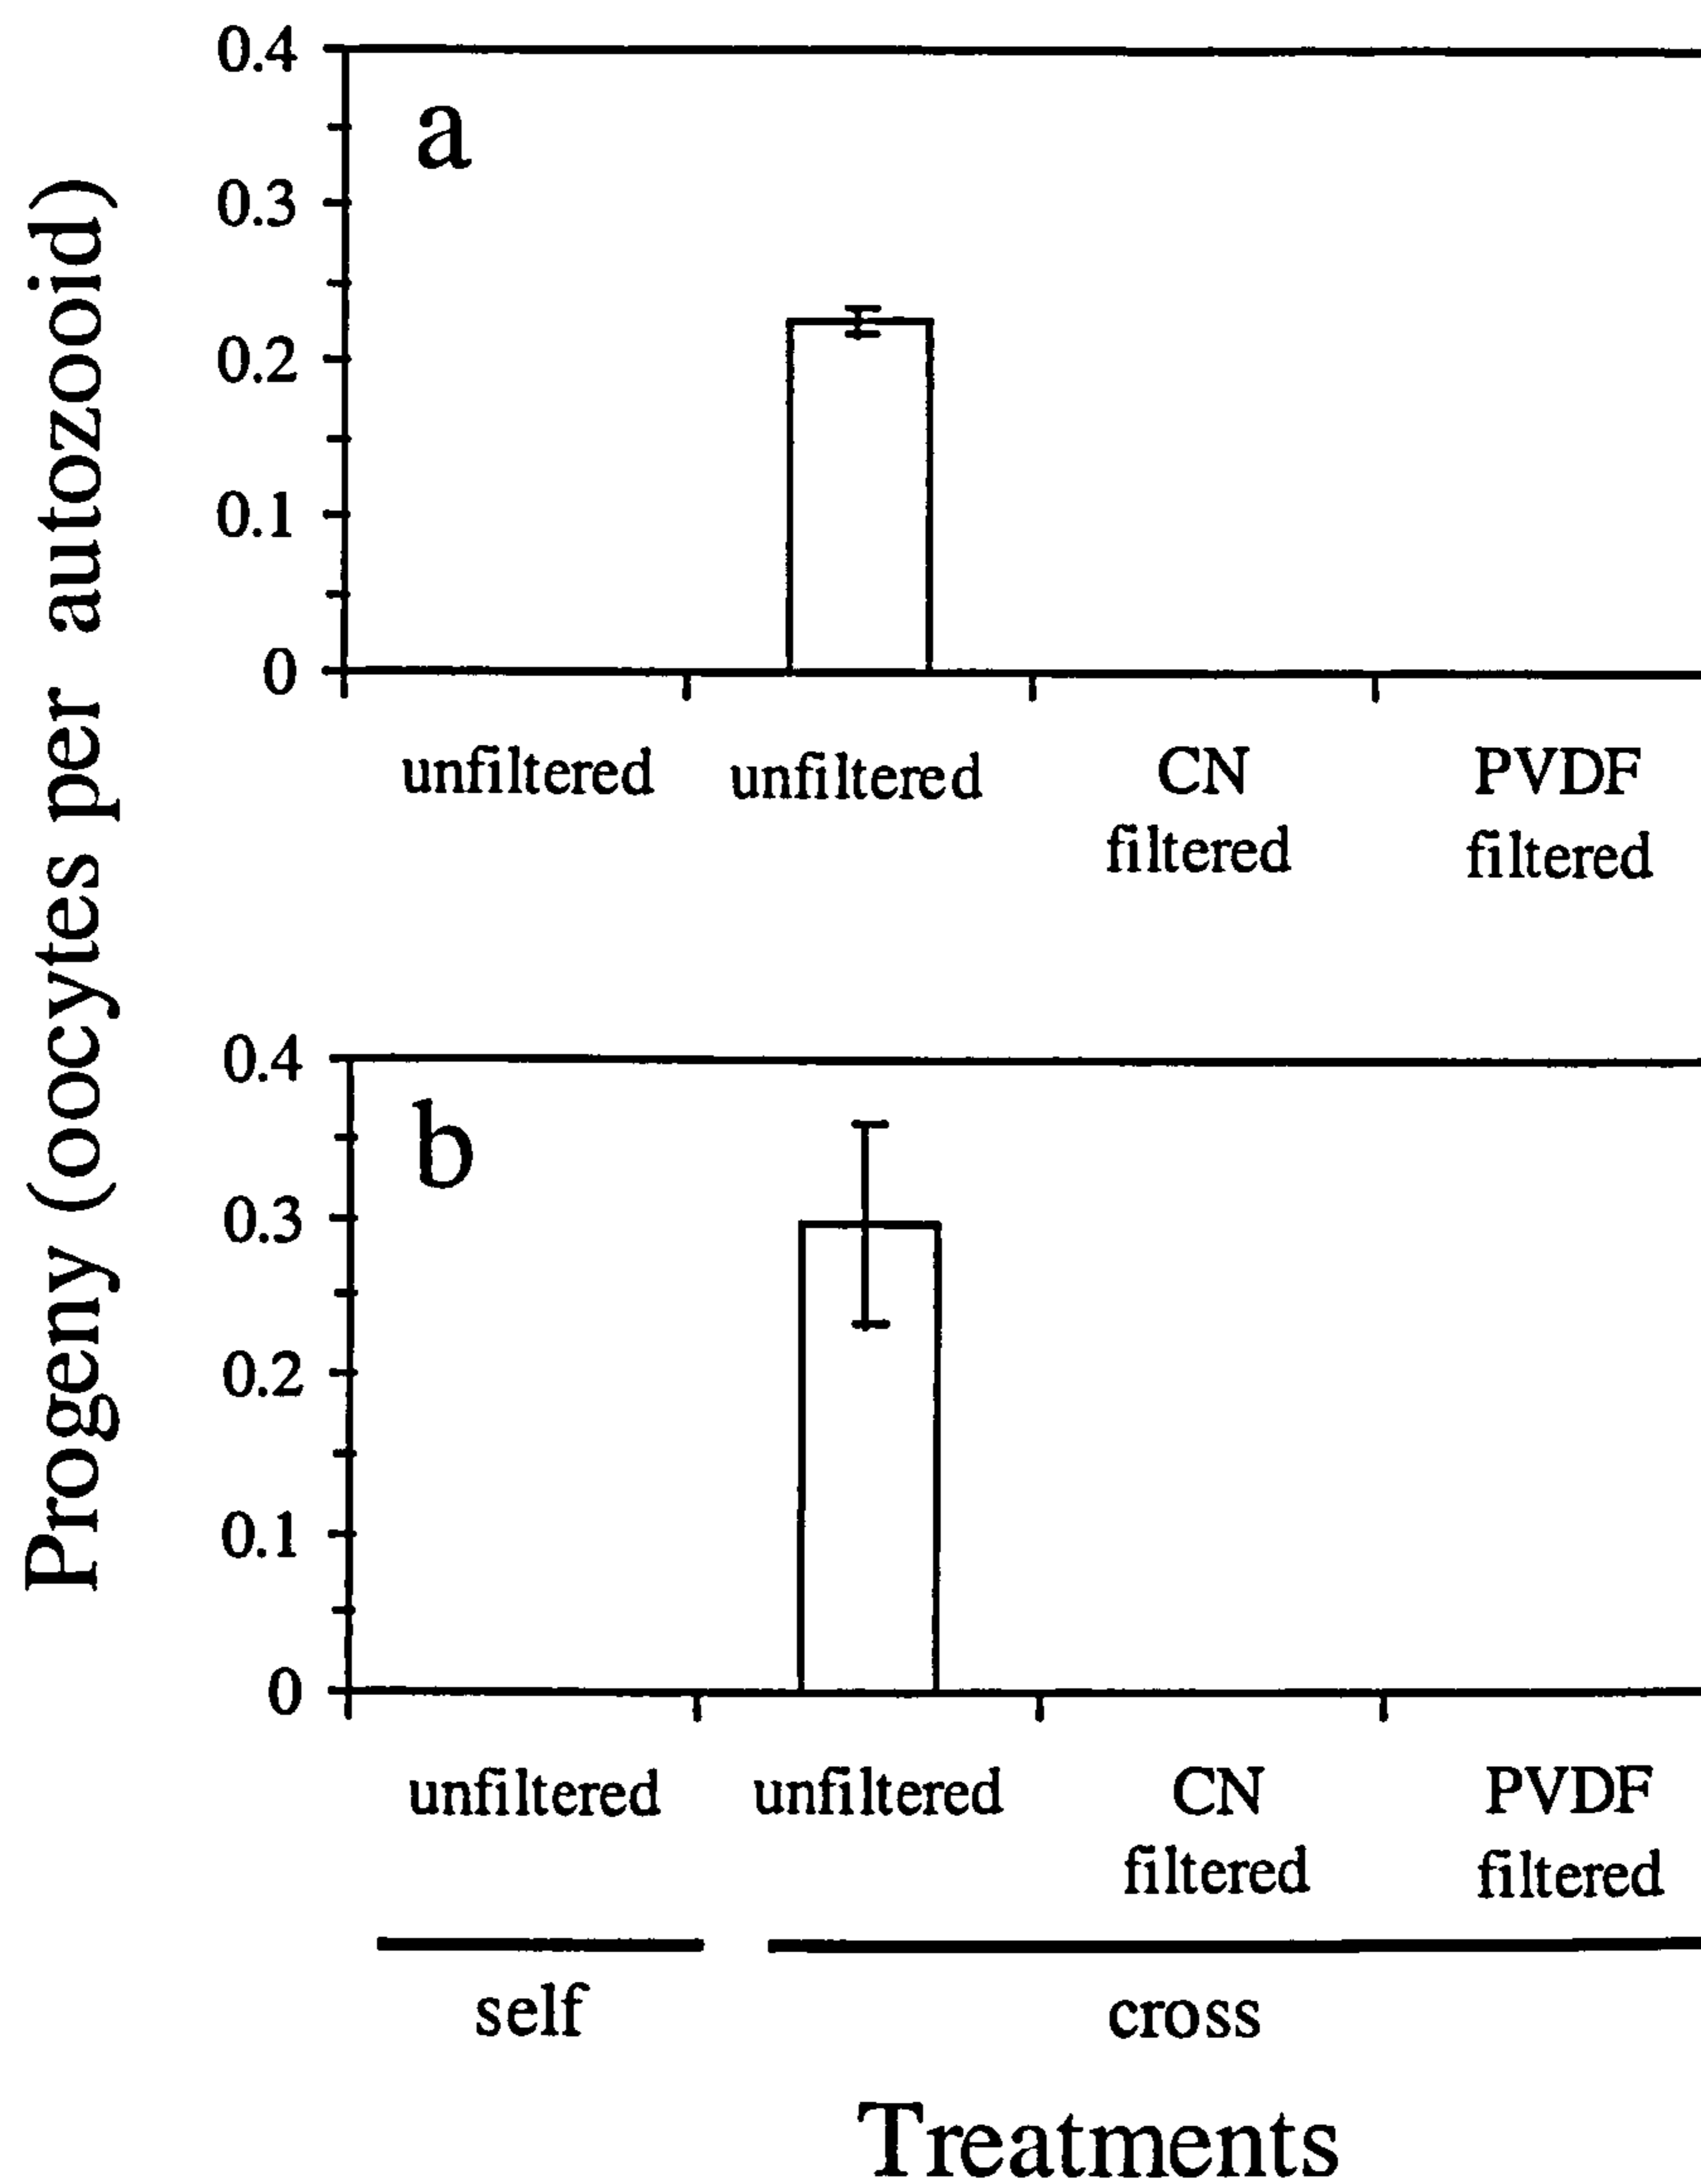 Progeny (oocytes per autozooid)
a
0.4
0.3
0.2
0.1
0
unfiltered unfiltered CN PVDF
filtered filtered
b
0.4
0.3
0.2
0.1
0
unfiltered unfiltered CN PVDF
filtered filtered
self cross
Treatments